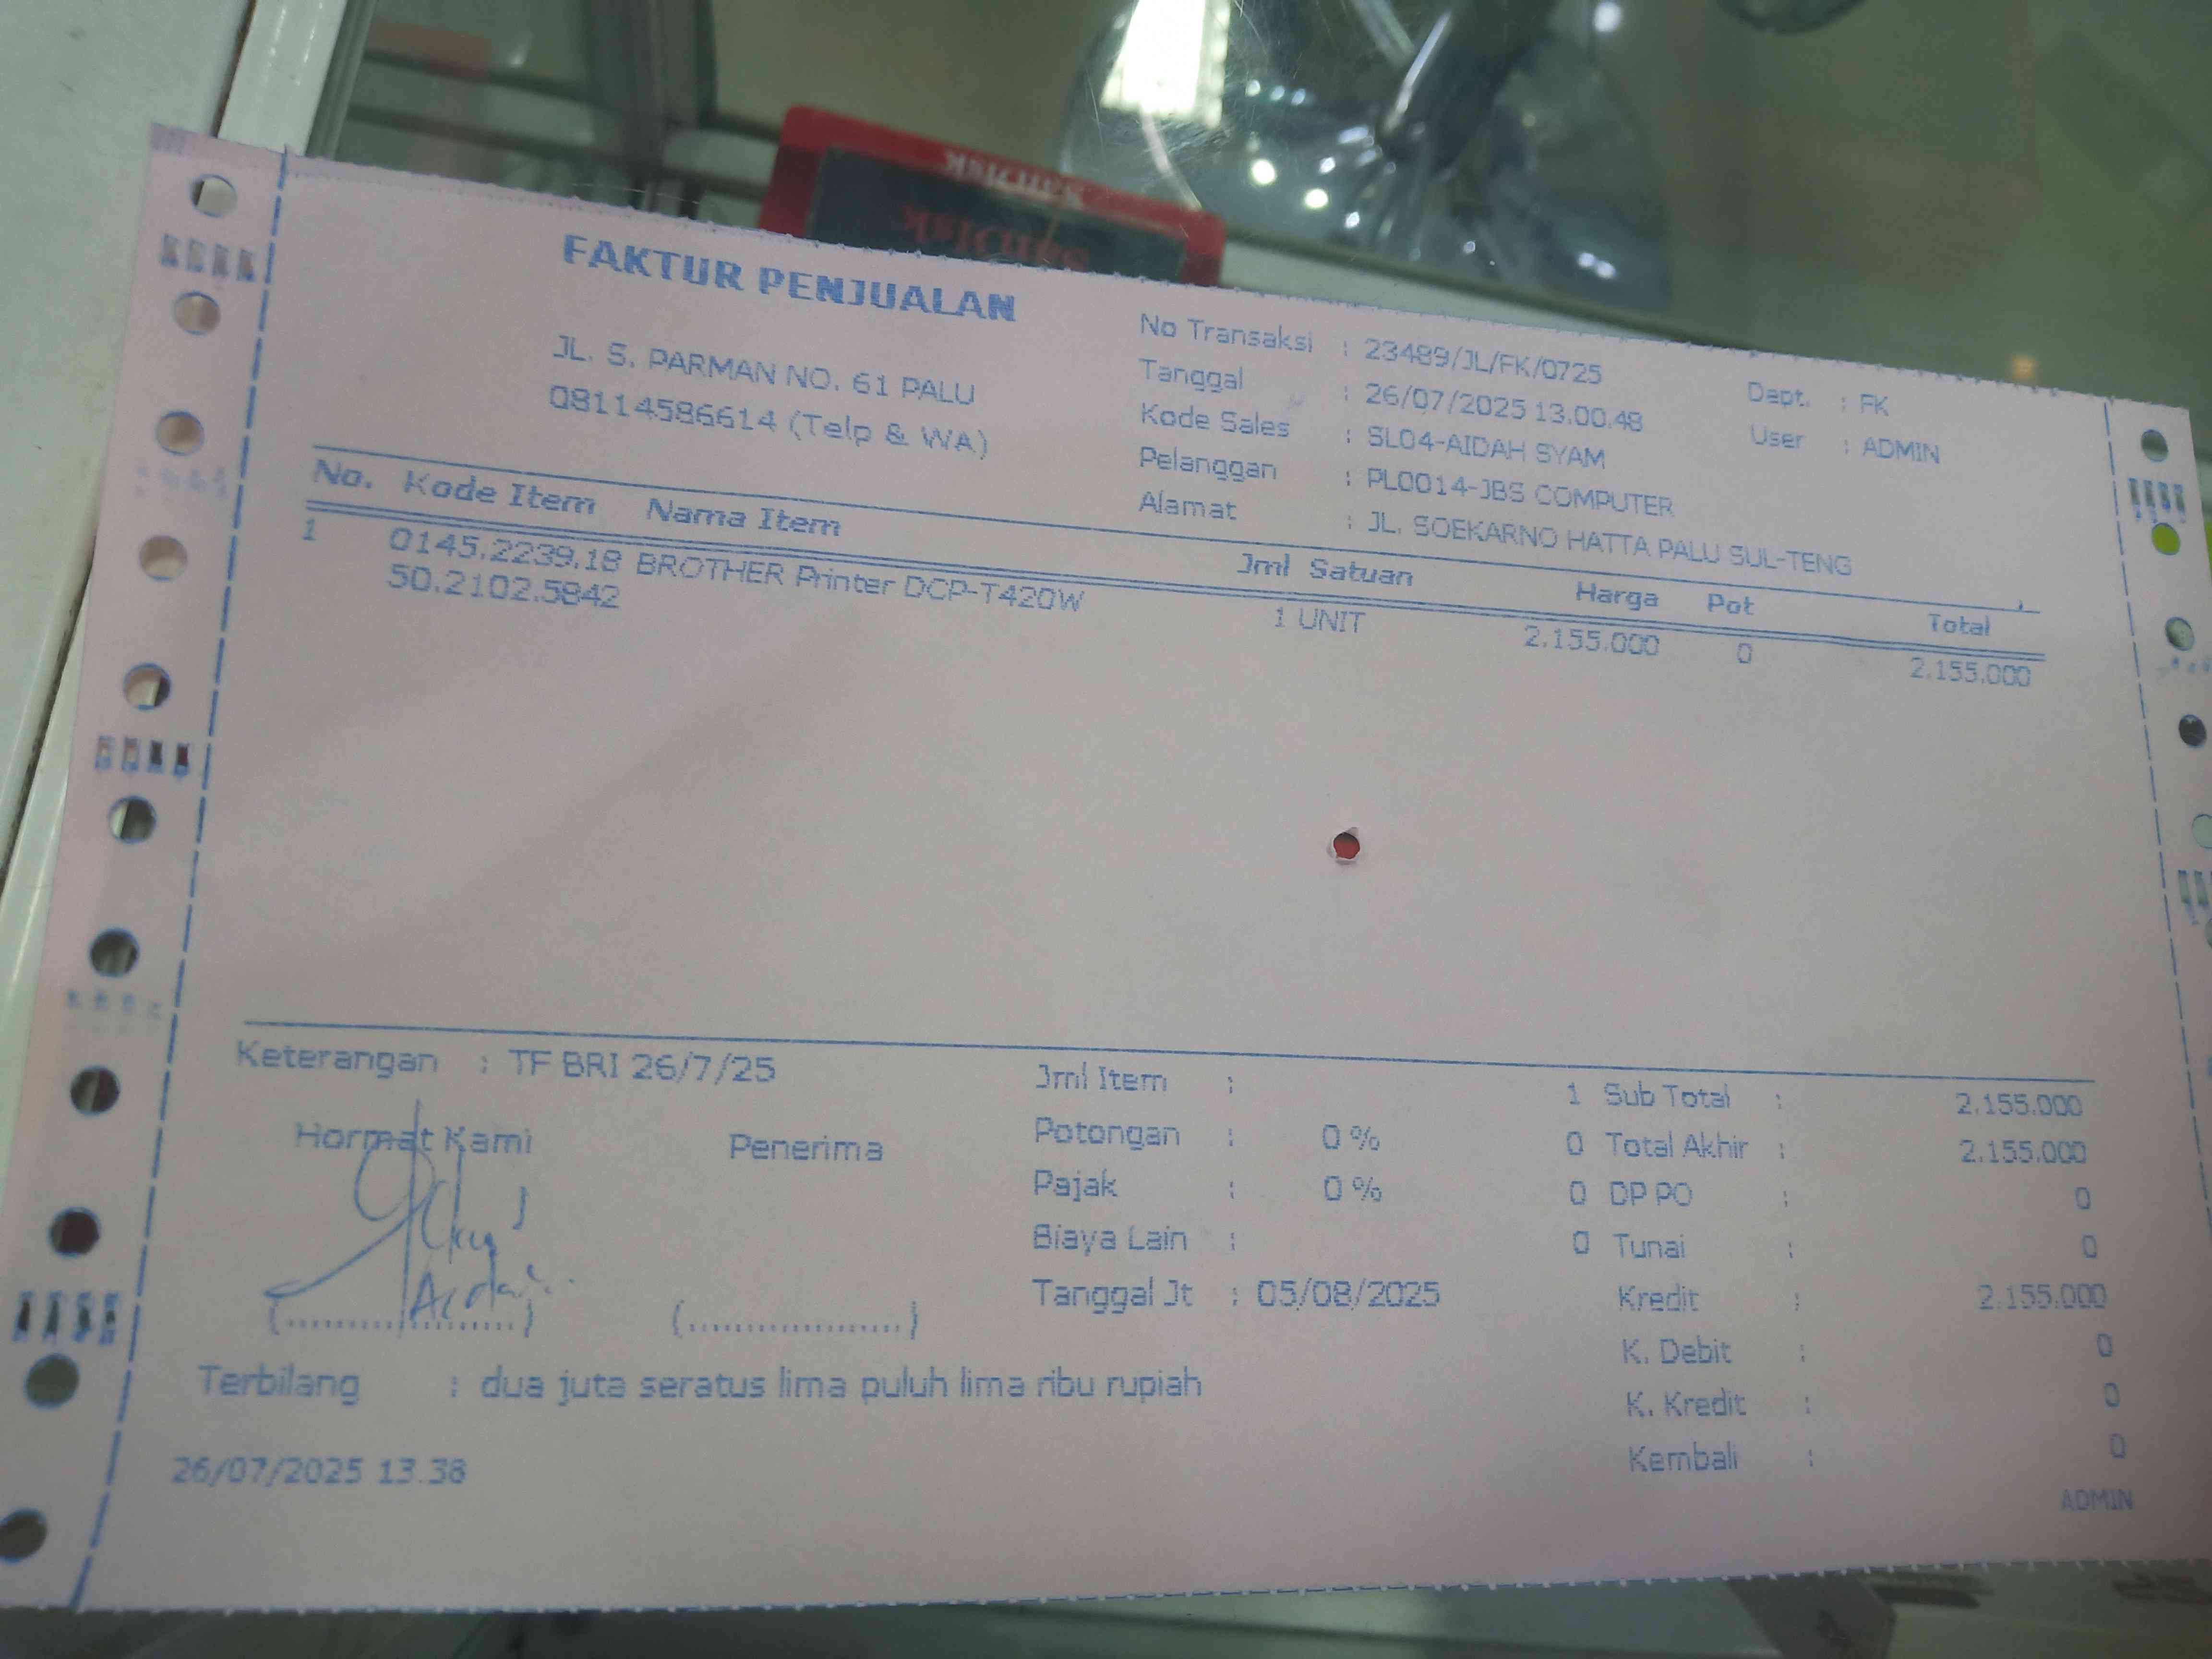 SanDisk
SanDisk
FAKTUR PENJUALAN
JL. S. PARMAN NO. 61 PALU
08114586614 (Telp & WA)
No Transaksi : 23489/JL/FK/0725
Tanggal : 26/07/2025 13.00.48
Kode Sales : SL04-AIDAH SYAM
Pelanggan : PL0014-JBS COMPUTER
Alamat : JL. SOEKARNO HATTA PALU SUL-TENG
Dept. : FK
User : ADMIN
No. Kode Item Nama Item Jml Satuan Harga Pot Total
1 0145.2239.18 BROTHER Printer DCP-T420W 1 UNIT 2.155.000 0 2.155.000
50.2102.5842
Keterangan : TF BRI 26/7/25
Hormat Kami Penerima
(....................) (....................)
Jml Item : 1
Potongan : 0 % 0
Pajak : 0 % 0
Biaya Lain : 0
Tanggal Jt : 05/08/2025
Sub Total : 2.155.000
Total Akhir : 2.155.000
DP PO : 0
Tunai : 0
Kredit : 2.155.000
K. Debit : 0
K. Kredit : 0
Kembali : 0
Terbilang : dua juta seratus lima puluh lima ribu rupiah
26/07/2025 13.38
ADMIN